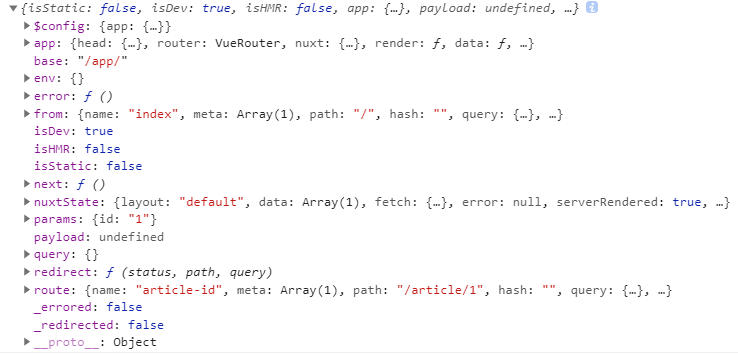 {isStatic: false, isDev: true, isHMR: false, app: {…}, payload: undefined, …} i
$config: {app: {…}}
app: {head: {…}, router: VueRouter, nuxt: {…}, render: ƒ, data: ƒ, …}
base: "/app/"
env: {}
error: ƒ ()
from: {name: "index", meta: Array(1), path: "/", hash: "", query: {…}, …}
isDev: true
isHMR: false
isStatic: false
next: ƒ ()
nuxtState: {layout: "default", data: Array(1), fetch: {…}, error: null, serverRendered: true, …}
params: {id: "1"}
payload: undefined
query: {}
redirect: ƒ (status, path, query)
route: {name: "article-id", meta: Array(1), path: "/article/1", hash: "", query: {…}, …}
_errored: false
_redirected: false
__proto__: Object